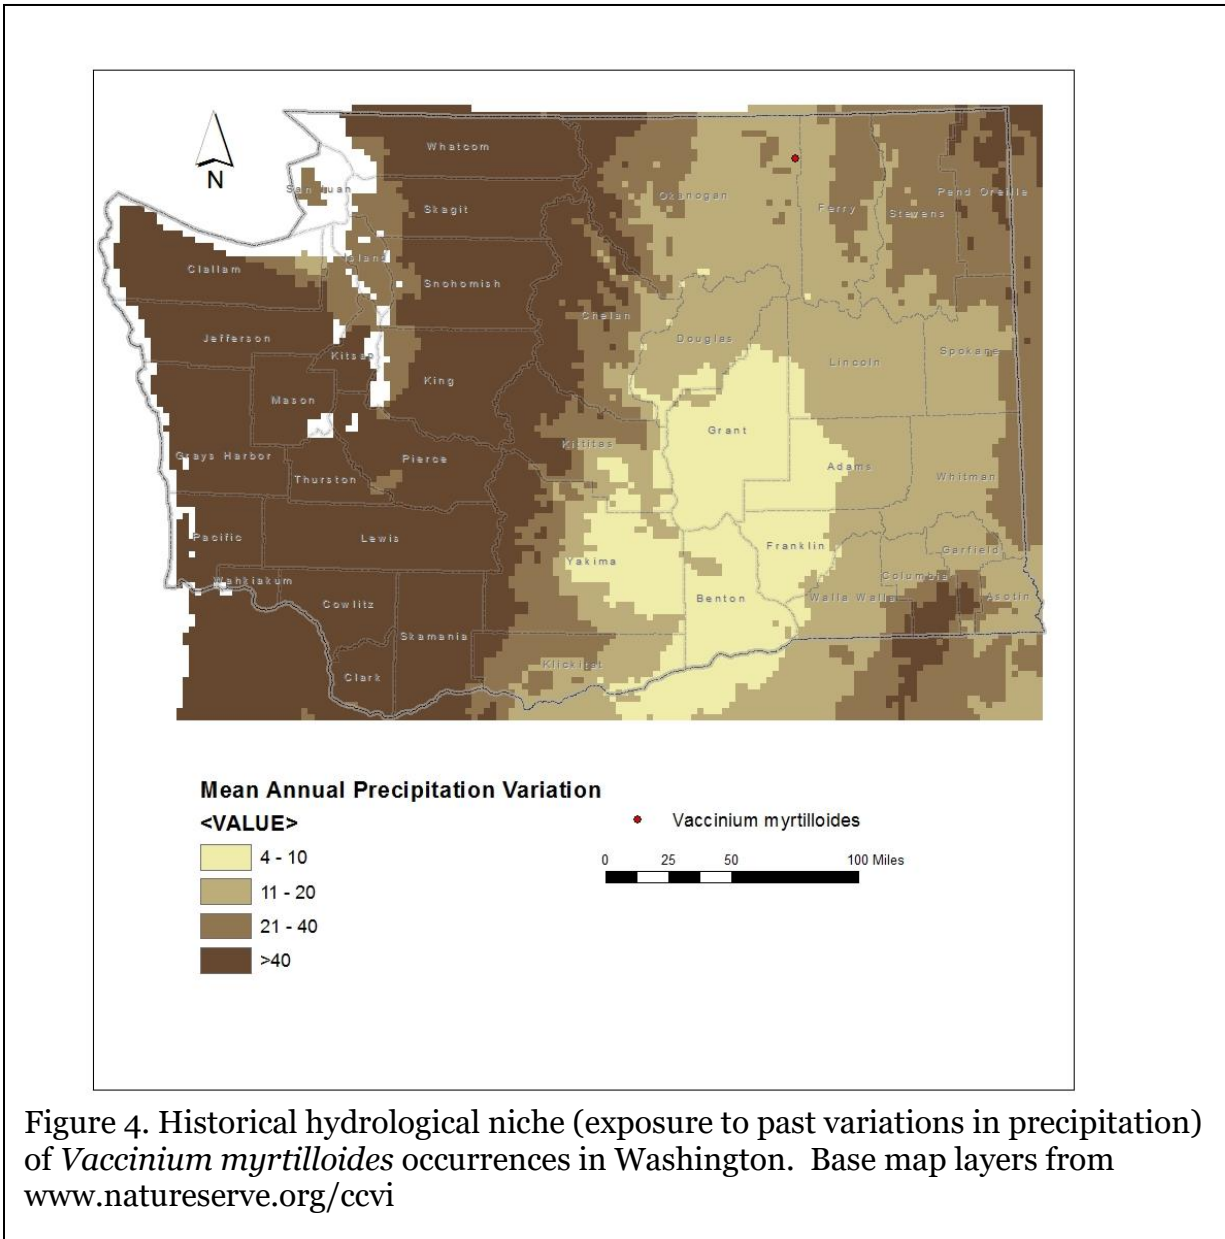 N
Whatcom
San Juan
Skagit
Okanogan
Ferry
Stevens
Pend Oreille
Clallam
Island
Snohomish
Chelan
Jefferson
Kitsap
Douglas
Lincoln
Spokane
King
Mason
Grant
Kittitas
Grays Harbor
Pierce
Adams
Thurston
Whitman
Pacific
Lewis
Franklin
Garfield
Yakima
Columbia
Wahkiakum
Cowlitz
Benton
Walla Walla
Asotin
Skamania
Klickitat
Clark
Mean Annual Precipitation Variation
<VALUE>
4 - 10
11 - 20
21 - 40
>40
Vaccinium myrtilloides
0 25 50 100 Miles
Figure 4. Historical hydrological niche (exposure to past variations in precipitation)
of Vaccinium myrtilloides occurrences in Washington. Base map layers from
www.natureserve.org/ccvi